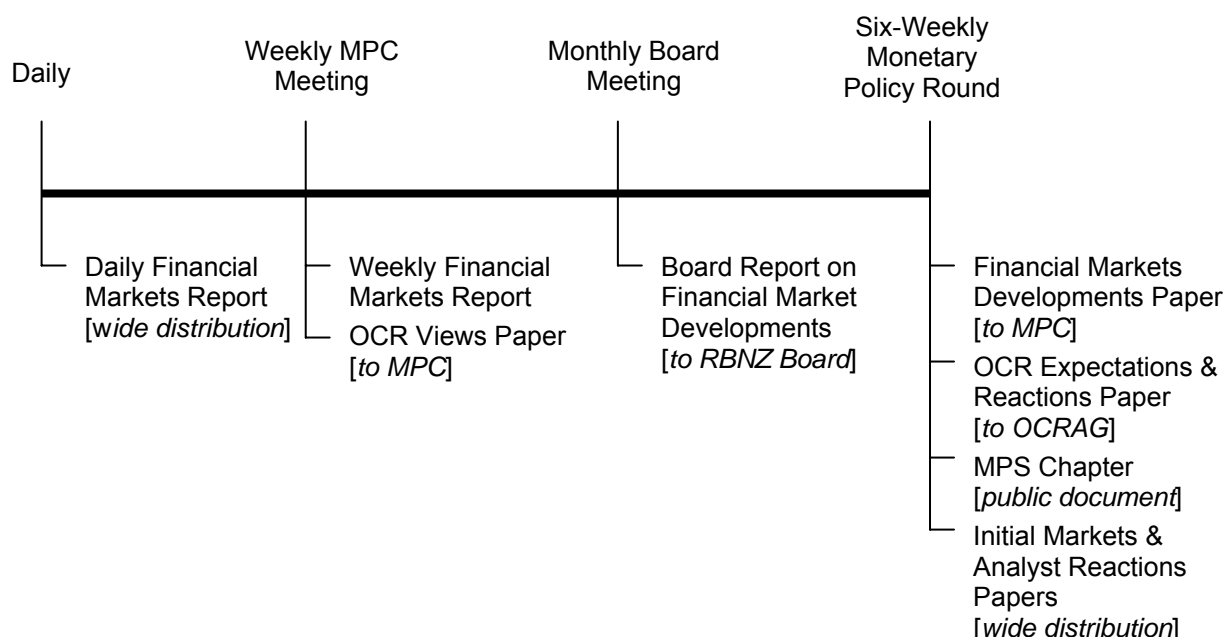 Daily
Weekly MPC
Meeting
Monthly Board
Meeting
Six-Weekly
Monetary
Policy Round
Daily Financial
Markets Report
[wide distribution]
Weekly Financial
Markets Report
OCR Views Paper
[to MPC]
Board Report on
Financial Market
Developments
[to RBNZ Board]
Financial Markets
Developments Paper
[to MPC]
OCR Expectations &
Reactions Paper
[to OCRAG]
MPS Chapter
[public document]
Initial Markets &
Analyst Reactions
Papers
[wide distribution]